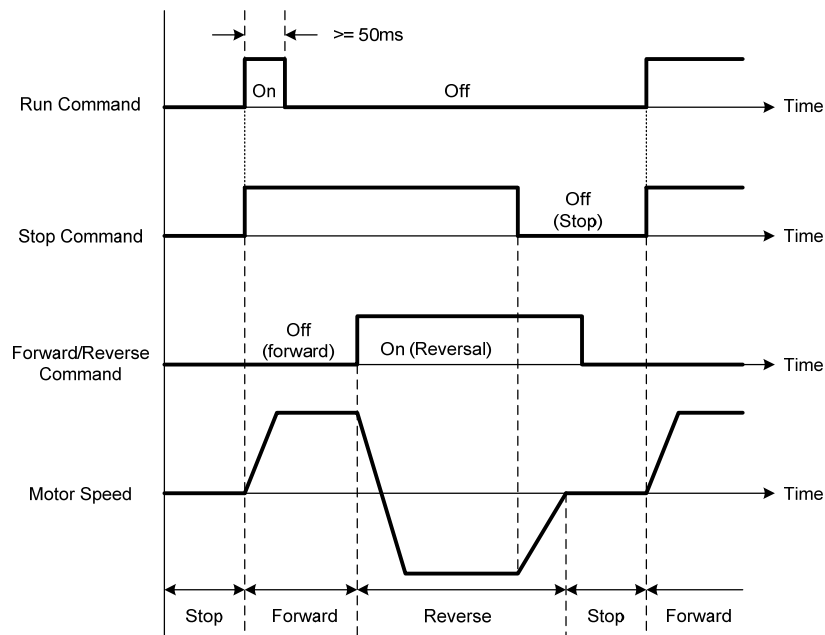 >= 50ms
On
Off
Run Command
Time
Off
(Stop)
Stop Command
Time
Off
(forward)
On (Reversal)
Forward/Reverse
Command
Time
Motor Speed
Time
Stop
Forward
Reverse
Stop
Forward